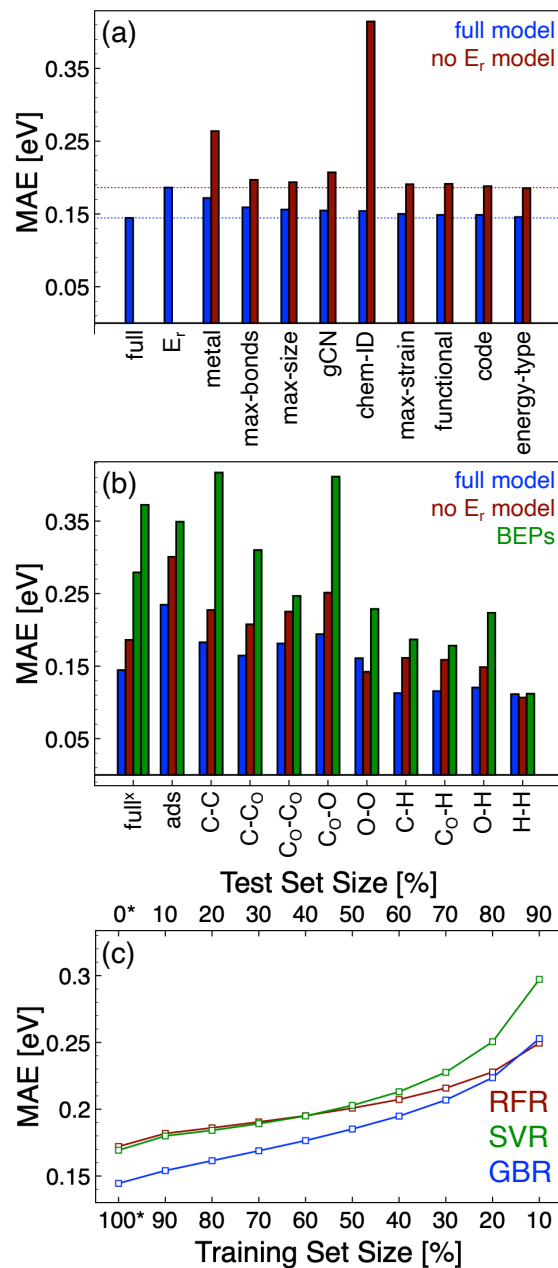 (a)
full model
no Er model
MAE [eV]
0.35
0.25
0.15
0.05
full
Er
metal
max-bonds
max-size
gCN
chem-ID
max-strain
functional
code
energy-type
(b)
full model
no Er model
BEPs
MAE [eV]
0.35
0.25
0.15
0.05
fullˣ
ads
C-C
C-CO
CO-CO
CO-O
O-O
C-H
CO-H
O-H
H-H
Test Set Size [%]
0* 10 20 30 40 50 60 70 80 90
(c)
MAE [eV]
0.3
0.25
0.2
0.15
RFR
SVR
GBR
100* 90 80 70 60 50 40 30 20 10
Training Set Size [%]